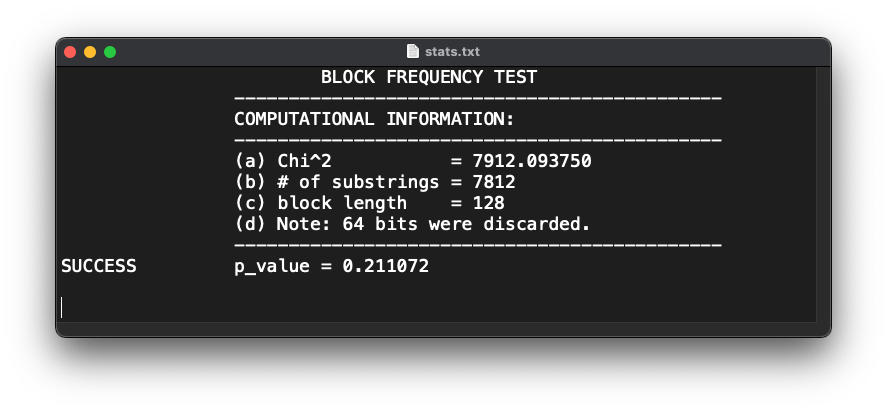 stats.txt
BLOCK FREQUENCY TEST
---------------------------------------------
COMPUTATIONAL INFORMATION:
---------------------------------------------
(a) Chi^2           = 7912.093750
(b) # of substrings = 7812
(c) block length    = 128
(d) Note: 64 bits were discarded.
---------------------------------------------
SUCCESS         p_value = 0.211072